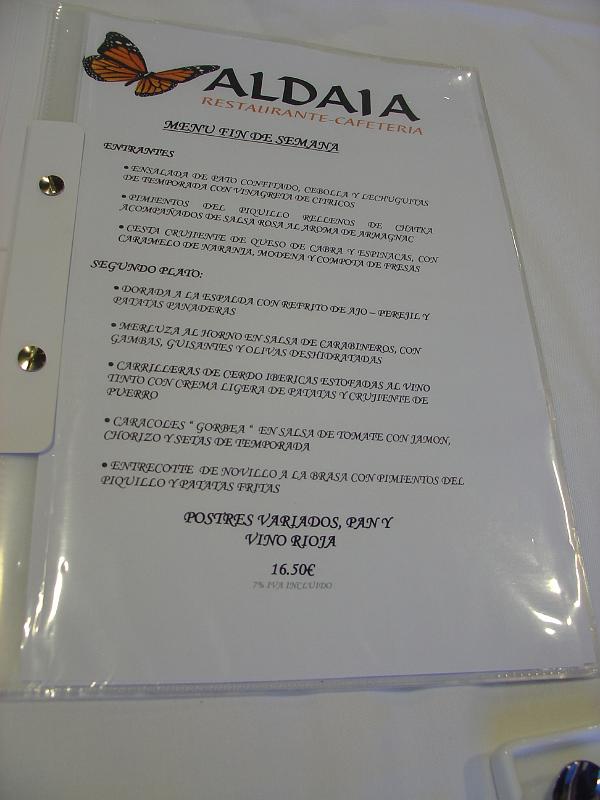 ALDAIA
RESTAURANTE-CAFETERIA
MENU FIN DE SEMANA
ENTRANTES
• ENSALADA DE PATO CONFITADO, CEBOLLA Y LECHUGUITAS
DE TEMPORADA CON VINAGRETA DE CITRICOS
• PIMIENTOS DEL PIQUILLO RELLENOS DE CHATKA
ACOMPAÑADOS DE SALSA ROSA AL AROMA DE ARMAGNAC
• CESTA CRUJIENTE DE QUESO DE CABRA Y ESPINACAS, CON
CARAMELO DE NARANJA, MODENA Y COMPOTA DE FRESAS
SEGUNDO PLATO:
• DORADA A LA ESPALDA CON REFRITO DE AJO – PEREJIL Y
PATATAS PANADERAS
• MERLUZA AL HORNO EN SALSA DE CARABINEROS, CON
GAMBAS, GUISANTES Y OLIVAS DESHIDRATADAS
• CARRILLERAS DE CERDO IBERICAS ESTOFADAS AL VINO
TINTO CON CREMA LIGERA DE PATATAS Y CRUJIENTE DE
PUERRO
• CARACOLES " GORBEA " EN SALSA DE TOMATE CON JAMON,
CHORIZO Y SETAS DE TEMPORADA
• ENTRECOTTE DE NOVILLO A LA BRASA CON PIMIENTOS DEL
PIQUILLO Y PATATAS FRITAS
POSTRES VARIADOS, PAN Y
VINO RIOJA
16.50€
7% IVA INCLUIDO